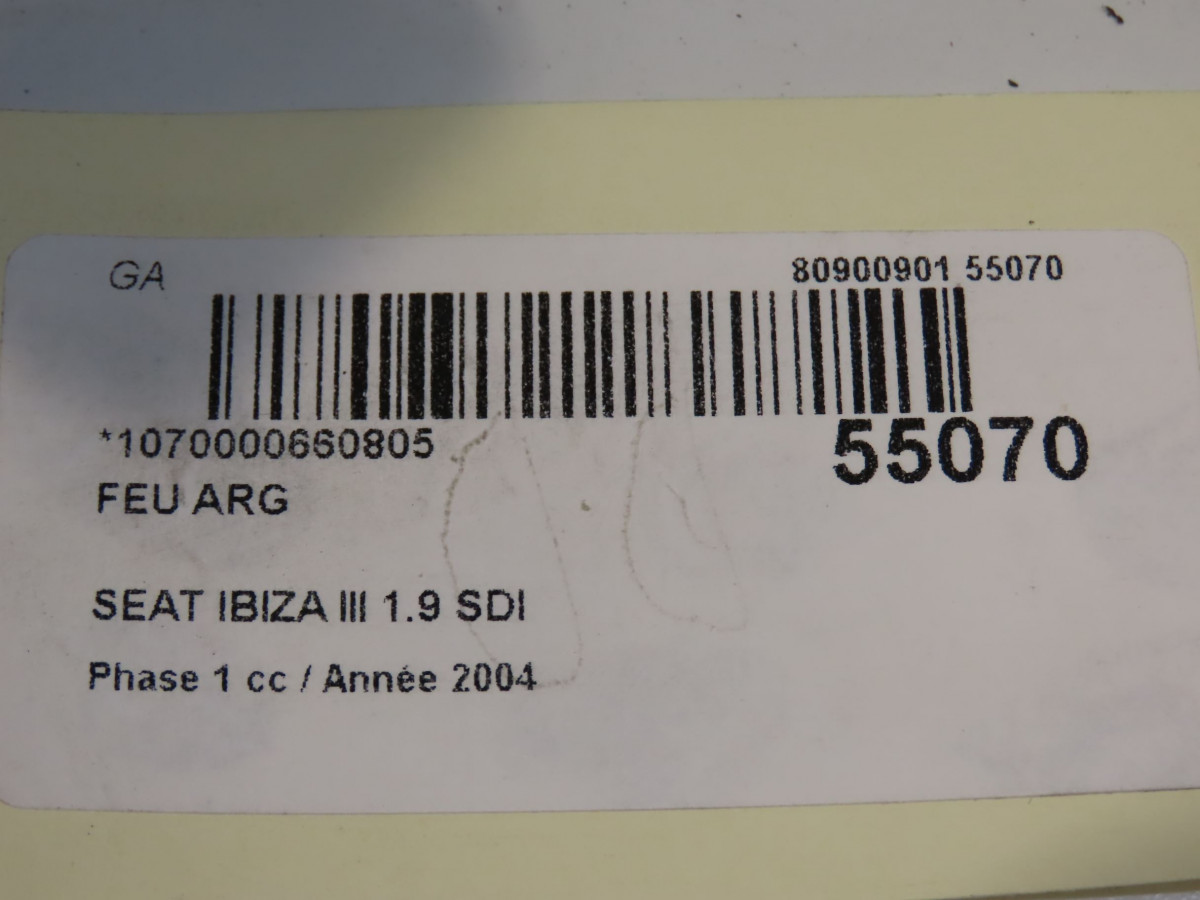 GA 80900901 55070
*1070000660805 55070
FEU ARG
SEAT IBIZA III 1.9 SDI
Phase 1 cc / Année 2004